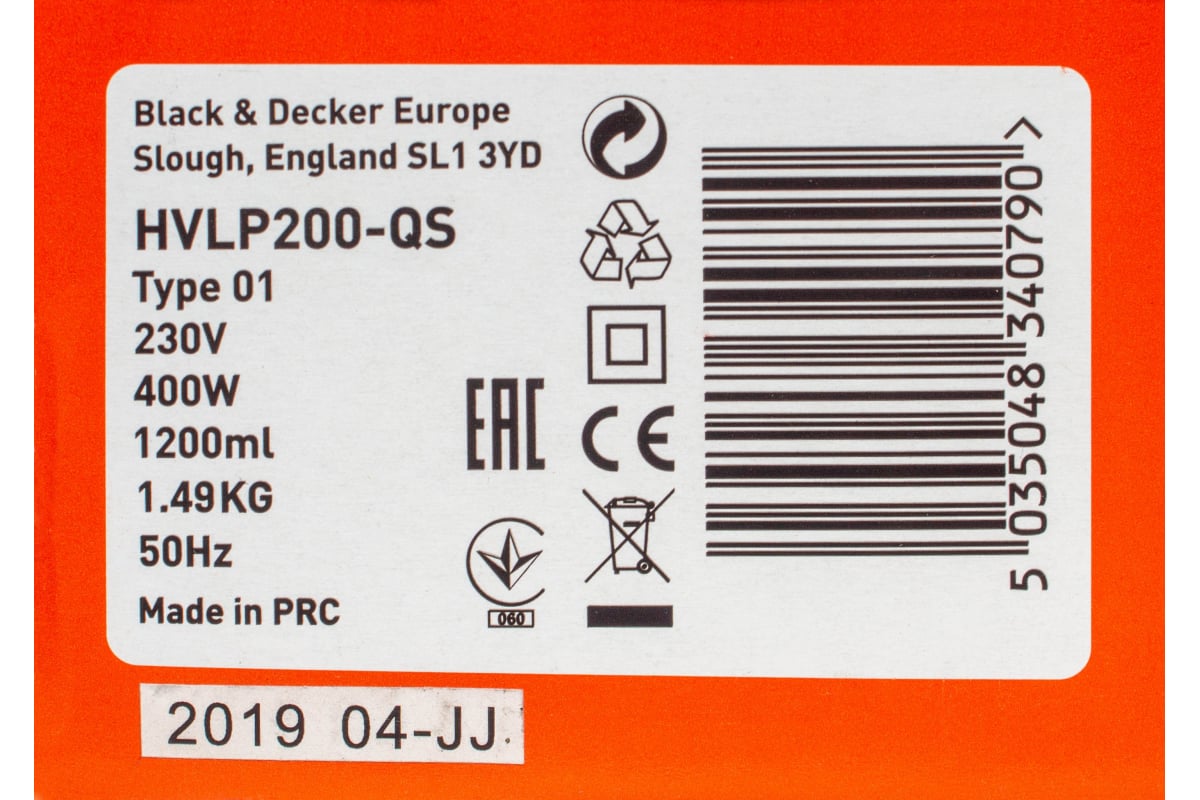 Black & Decker Europe
Slough, England SL1 3YD
HVLP200-QS
Type 01
230V
400W
1200ml
1.49KG
50Hz
Made in PRC
EAC
CE
060
5 035048 340790 >
2019 04-JJ